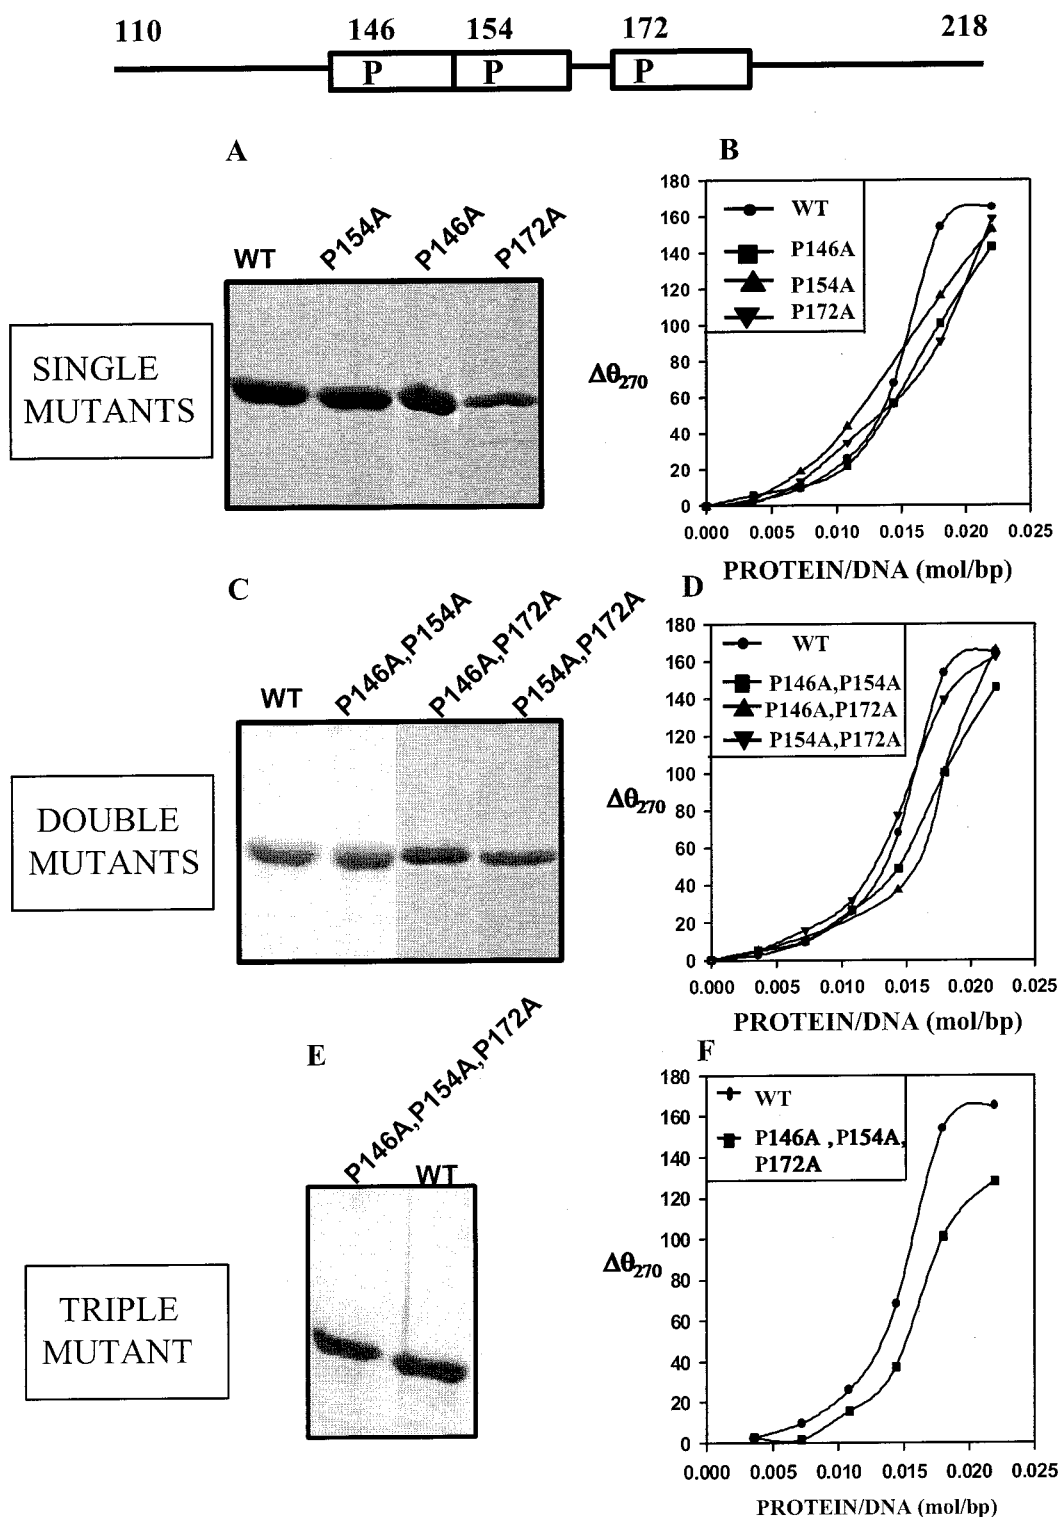 110 146 154 172 218
P P P
A
WT P154A P146A P172A
SINGLE
MUTANTS
B
WT
P146A
P154A
P172A
180
160
140
120
100
80
60
40
20
0
Δθ270
0.000 0.005 0.010 0.015 0.020 0.025
PROTEIN/DNA (mol/bp)
C
WT P146A,P154A P146A,P172A P154A,P172A
DOUBLE
MUTANTS
D
WT
P146A,P154A
P146A,P172A
P154A,P172A
180
160
140
120
100
80
60
40
20
0
Δθ270
0.000 0.005 0.010 0.015 0.020 0.025
PROTEIN/DNA (mol/bp)
E
P146A,P154A,P172A WT
TRIPLE
MUTANT
F
WT
P146A ,P154A,
P172A
180
160
140
120
100
80
60
40
20
0
Δθ270
0.000 0.005 0.010 0.015 0.020 0.025
PROTEIN/DNA (mol/bp)